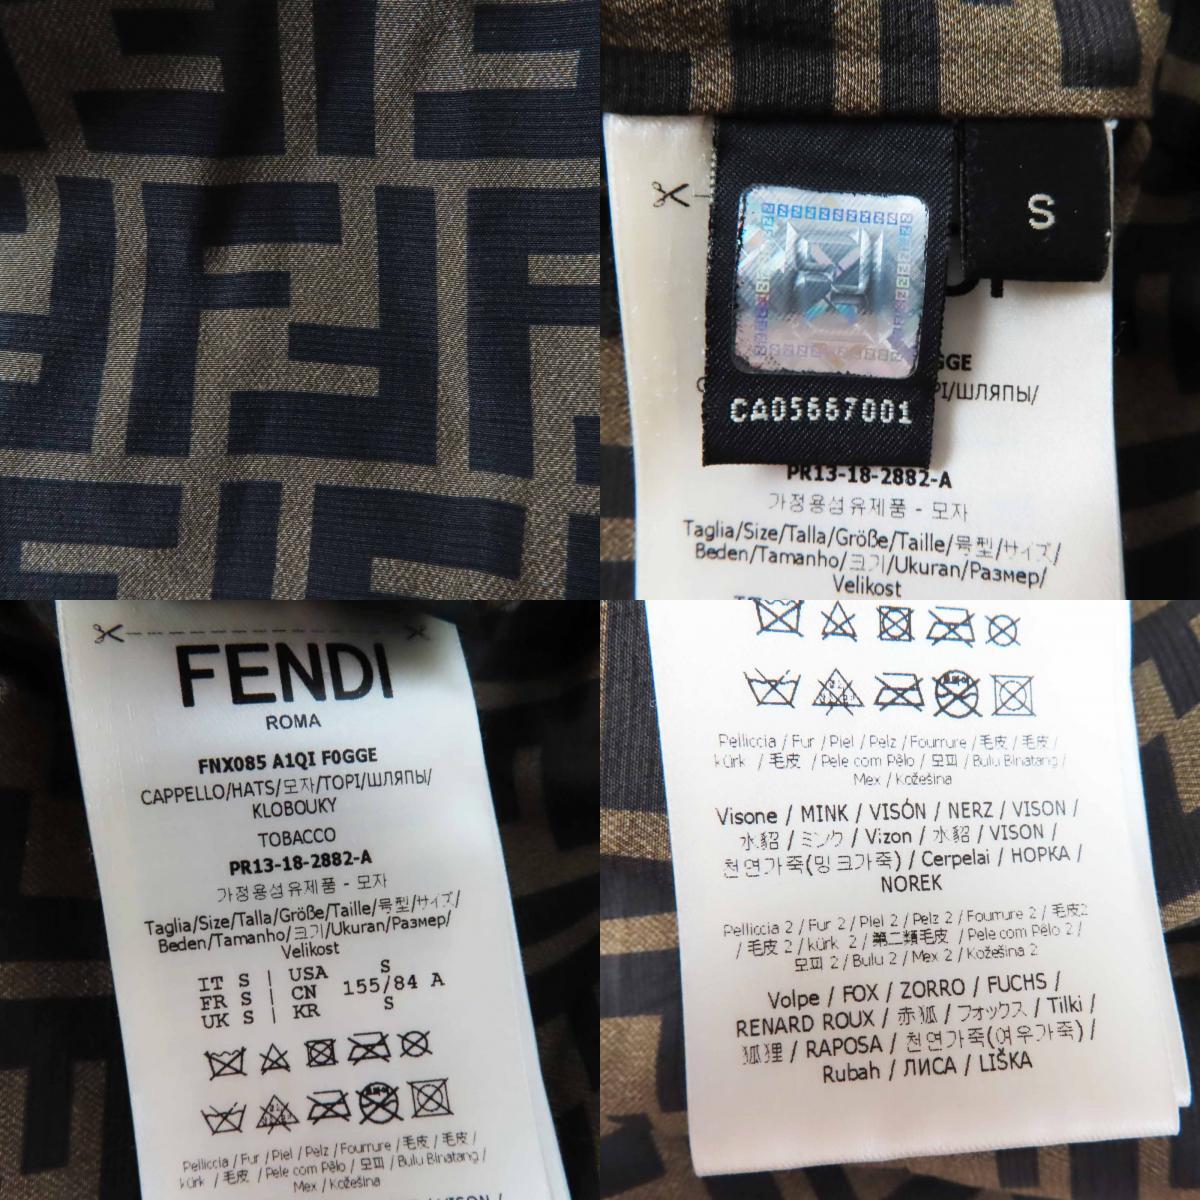 S
GGE
PI/ШЛЯПЫ/
CA05667001
PR13-18-2882-A
가정용섬유제품 - 모자
Taglia/Size/Talla/Größe/Taille/号型/サイズ/
Beden/Tamanho/크기/Ukuran/Размер/
Velikost
FENDI
ROMA
FNX085 A1QI F0GGE
CAPPELLO/HATS/모자/TOPI/ШЛЯПЫ/
KLOBOUKY
TOBACCO
PR13-18-2882-A
가정용섬유제품 - 모자
Taglia/Size/Talla/Größe/Taille/号型/サイズ/
Beden/Tamanho/크기/Ukuran/Размер/
Velikost
IT S | USA S
FR S | CN 155/84 A
UK S | KR S
Pelliccia / Fur / Piel / Pelz / Fourrure / 毛皮 / 毛皮 /
kürk / 毛皮 / Pele com Pêlo / 모피 / Bulu Binatang /
Mex / Kožešina
Pelliccia / Fur / Piel / Pelz / Fourrure / 毛皮 / 毛皮 /
kürk / 毛皮 / Pele com Pêlo / 모피 / Bulu Binatang /
Mex / Kožešina
Visone / MINK / VISÓN / NERZ / VISON /
水貂 / ミンク / Vizon / 水貂 / VISON /
천연가죽(밍크가죽) / Cerpelai / НОРКА /
NOREK
Pelliccia 2 / Fur 2 / Piel 2 / Pelz 2 / Fourrure 2 / 毛皮2
/ 毛皮 2 / kürk 2 / 第二類毛皮 / Pele com Pêlo 2 /
모피 2 / Bulu 2 / Mex 2 / Kožešina 2
Volpe / FOX / ZORRO / FUCHS /
RENARD ROUX / 赤狐 / フォックス / Tilki /
狐狸 / RAPOSA / 천연가죽(여우가죽) /
Rubah / ЛИСА / LIŠKA